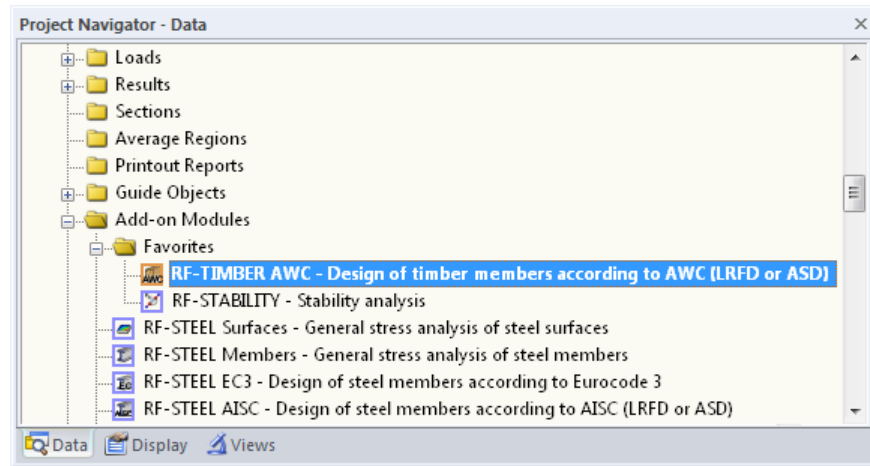 Project Navigator - Data
Loads
Results
Sections
Average Regions
Printout Reports
Guide Objects
Add-on Modules
Favorites
RF-TIMBER AWC - Design of timber members according to AWC (LRFD or ASD)
RF-STABILITY - Stability analysis
RF-STEEL Surfaces - General stress analysis of steel surfaces
RF-STEEL Members - General stress analysis of steel members
RF-STEEL EC3 - Design of steel members according to Eurocode 3
RF-STEEL AISC - Design of steel members according to AISC (LRFD or ASD)
Data Display Views